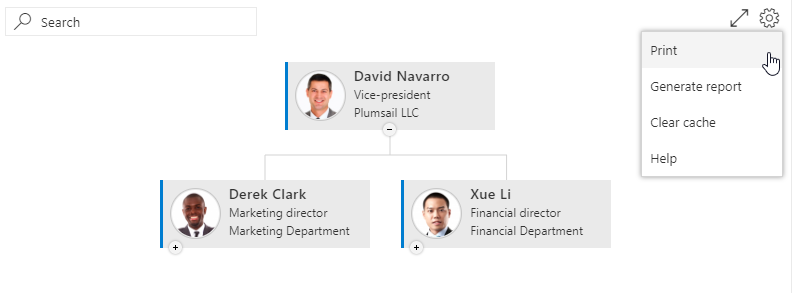 Search
Print
Generate report
Clear cache
Help
David Navarro
Vice-president
Plumsail LLC
Derek Clark
Marketing director
Marketing Department
Xue Li
Financial director
Financial Department